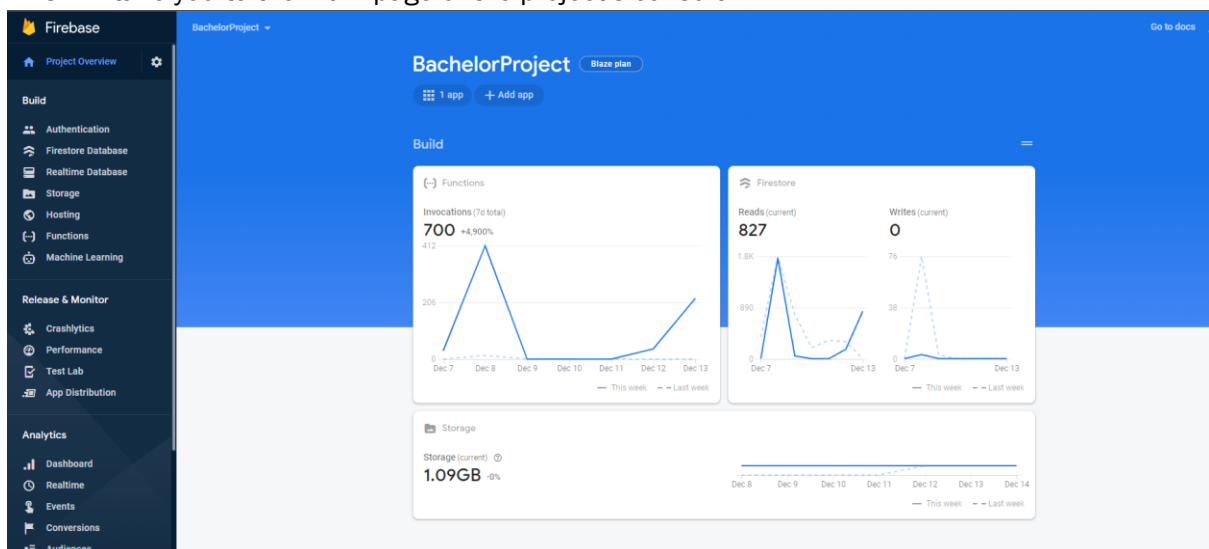 Firebase
Project Overview
Build
Authentication
Firestore Database
Realtime Database
Storage
Hosting
Functions
Machine Learning
Release & Monitor
Crashlytics
Performance
Test Lab
App Distribution
Analytics
Dashboard
Realtime
Events
Conversions
Audiences
BachelorProject
Go to docs
BachelorProject Blaze plan
1 app + Add app
Build
(--) Functions
Invocations (7d total)
700 +4,900%
412
206
0
Dec 7 Dec 8 Dec 9 Dec 10 Dec 11 Dec 12 Dec 13
This week Last week
Firestore
Reads (current) Writes (current)
827 0
1.8K 76
890 38
0 0
Dec 7 Dec 13 Dec 7 Dec 13
This week Last week This week Last week
Storage
Storage (current)
1.09GB -0%
Dec 8 Dec 9 Dec 10 Dec 11 Dec 12 Dec 13 Dec 14
This week Last week